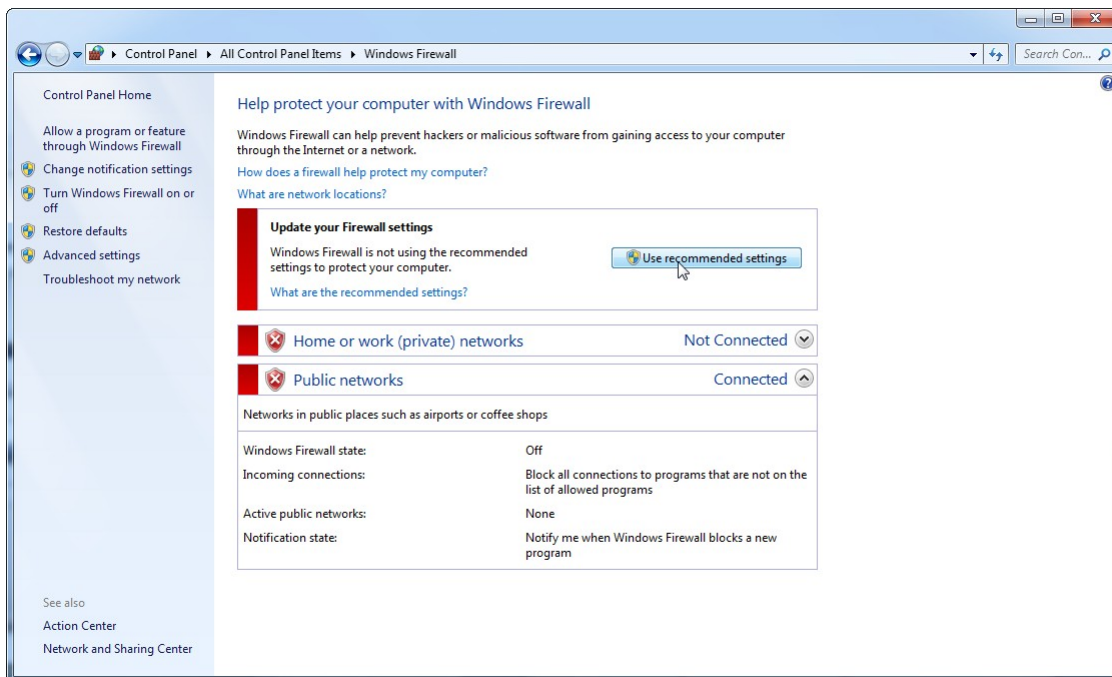 Control Panel ▸ All Control Panel Items ▸ Windows Firewall
Search Con...
Control Panel Home
Allow a program or feature
through Windows Firewall
Change notification settings
Turn Windows Firewall on or
off
Restore defaults
Advanced settings
Troubleshoot my network
See also
Action Center
Network and Sharing Center
Help protect your computer with Windows Firewall
Windows Firewall can help prevent hackers or malicious software from gaining access to your computer
through the Internet or a network.
How does a firewall help protect my computer?
What are network locations?
Update your Firewall settings
Windows Firewall is not using the recommended
settings to protect your computer.
Use recommended settings
What are the recommended settings?
Home or work (private) networks Not Connected
Public networks Connected
Networks in public places such as airports or coffee shops
Windows Firewall state: Off
Incoming connections: Block all connections to programs that are not on the
list of allowed programs
Active public networks: None
Notification state: Notify me when Windows Firewall blocks a new
program